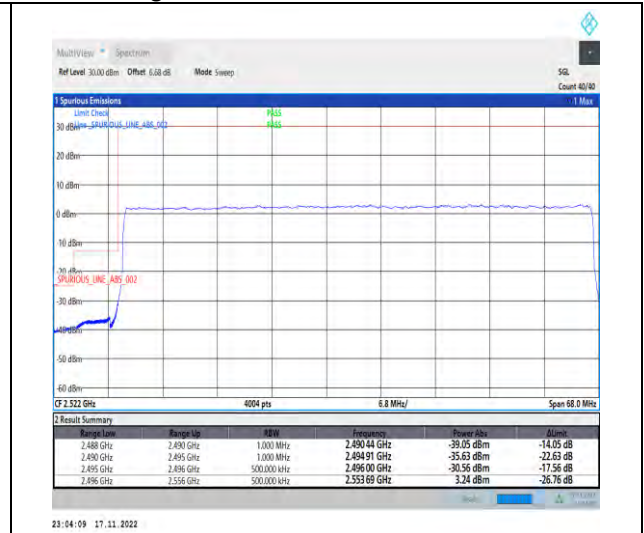 MultiView Spectrum
Ref Level 30.00 dBm Offset 6.68 dB Mode Sweep SGL
Count 40/40
1 Spurious Emissions 1 Max
Limit Check PASS
30 dBm Line _SPURIOUS_LINE_ABS_002 PASS
20 dBm
10 dBm
0 dBm
-10 dBm
-20 dBm
_SPURIOUS_LINE_ABS_002
-30 dBm
-40 dBm
-50 dBm
-60 dBm
CF 2.522 GHz 4004 pts 6.8 MHz/ Span 68.0 MHz
2 Result Summary
Range Low Range Up RBW Frequency Power Abs ΔLimit
2.488 GHz 2.490 GHz 1.000 MHz 2.490 44 GHz -39.05 dBm -14.05 dB
2.490 GHz 2.495 GHz 1.000 MHz 2.494 91 GHz -35.63 dBm -22.63 dB
2.495 GHz 2.496 GHz 500.000 kHz 2.496 00 GHz -30.56 dBm -17.56 dB
2.496 GHz 2.556 GHz 500.000 kHz 2.553 69 GHz 3.24 dBm -26.76 dB
23:04:09 17.11.2022